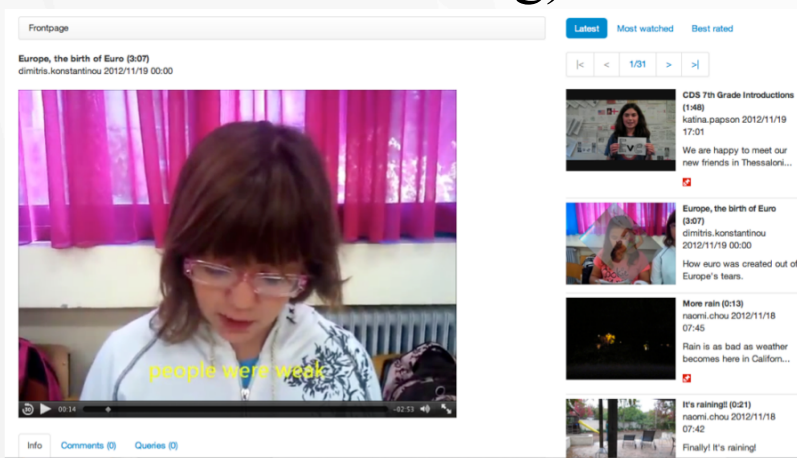 Frontpage
Europe, the birth of Euro (3:07)
dimitris.konstantinou 2012/11/19 00:00
people were weak
00:14
-02:53
Info Comments (0) Queries (0)
Latest Most watched Best rated
|< < 1/31 > >|
CDS 7th Grade Introductions
(1:48)
katina.papson 2012/11/19
17:01
We are happy to meet our
new friends in Thessaloni...
Europe, the birth of Euro
(3:07)
dimitris.konstantinou
2012/11/19 00:00
How euro was created out of
Europe's tears.
More rain (0:13)
naomi.chou 2012/11/18
07:45
Rain is as bad as weather
becomes here in Californ...
It's raining!! (0:21)
naomi.chou 2012/11/18
07:42
Finally! It's raining!